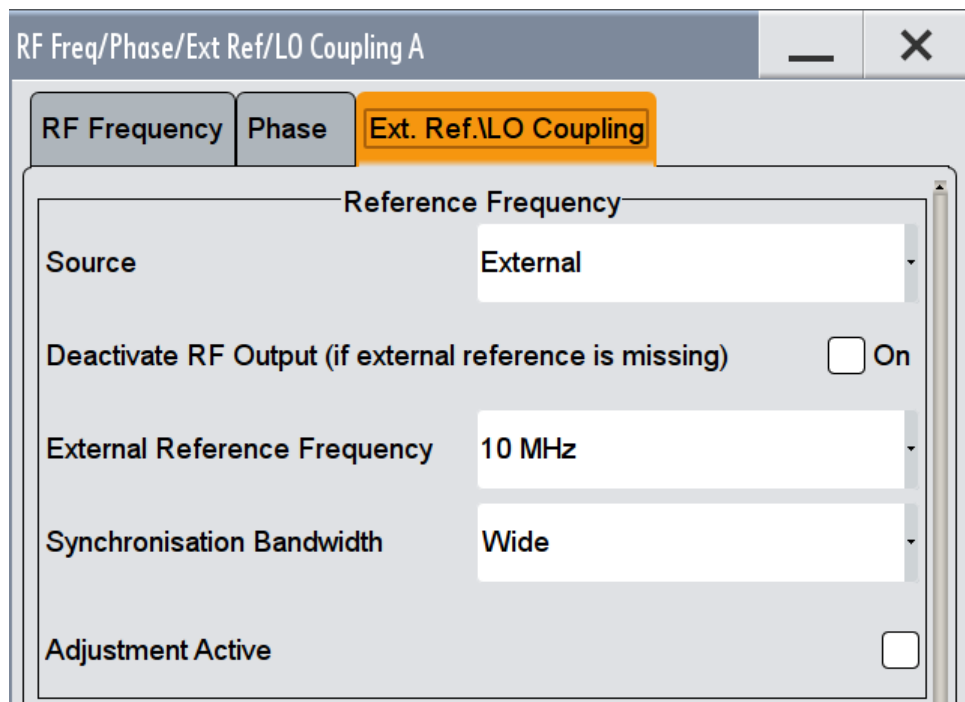 RF Freq/Phase/Ext Ref/LO Coupling A
RF Frequency
Phase
Ext. Ref.\LO Coupling
Reference Frequency
Source
External
Deactivate RF Output (if external reference is missing)
On
External Reference Frequency
10 MHz
Synchronisation Bandwidth
Wide
Adjustment Active